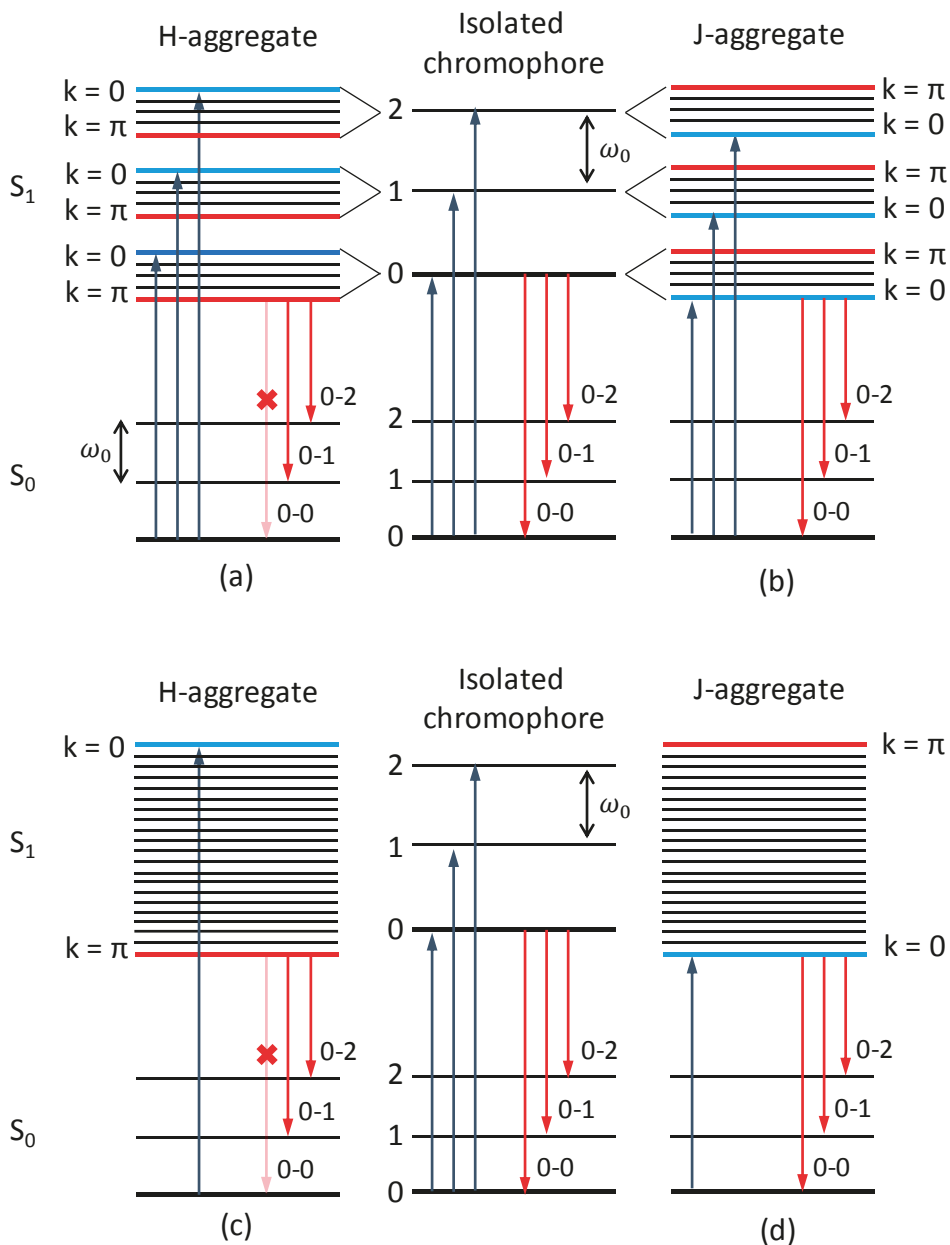 H-aggregate
Isolated
chromophore
J-aggregate
k = 0
k = π
k = 0
k = π
k = 0
k = π
S1
2
1
0
ω0
k = π
k = 0
k = π
k = 0
k = π
k = 0
ω0
S0
0-2
0-1
0-0
2
1
0
0-2
0-1
0-0
0-2
0-1
0-0
(a)
(b)
H-aggregate
Isolated
chromophore
J-aggregate
k = 0
S1
k = π
2
1
0
ω0
k = π
k = 0
S0
0-2
0-1
0-0
2
1
0
0-2
0-1
0-0
0-2
0-1
0-0
(c)
(d)